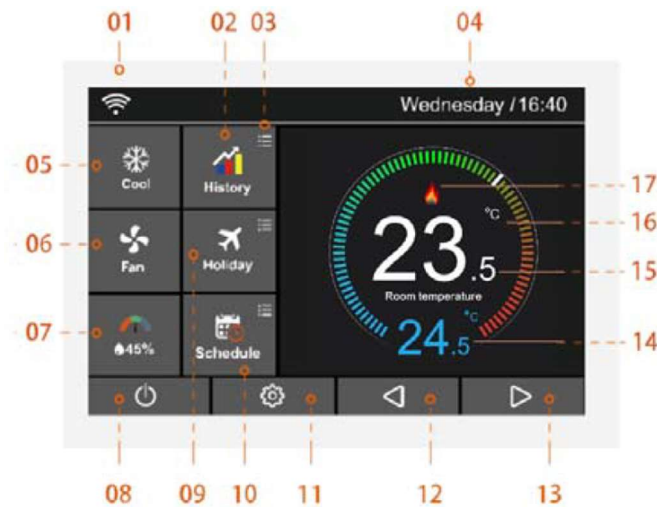 01 02 03 04
Wednesday / 16:40
05 Cool History 17
°C 16
06 Fan Holiday 23.5 15
Room temperature
°C
07 45% Schedule 24.5 14
08 09 10 11 12 13